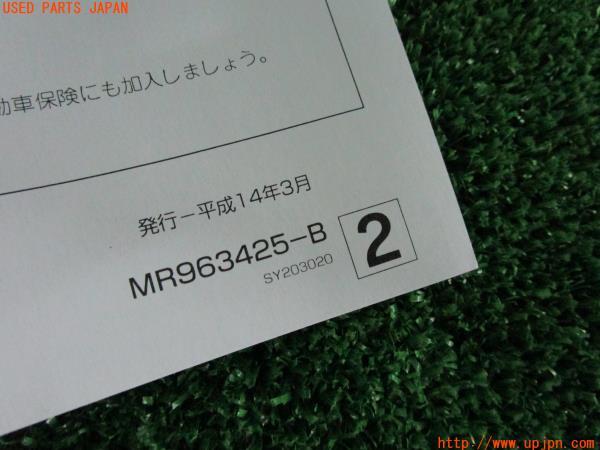 USED PARTS JAPAN
動車保険にも加入しましょう。
発行－平成14年3月
MR963425-B
SY203020
2
http://www.upjpn.com